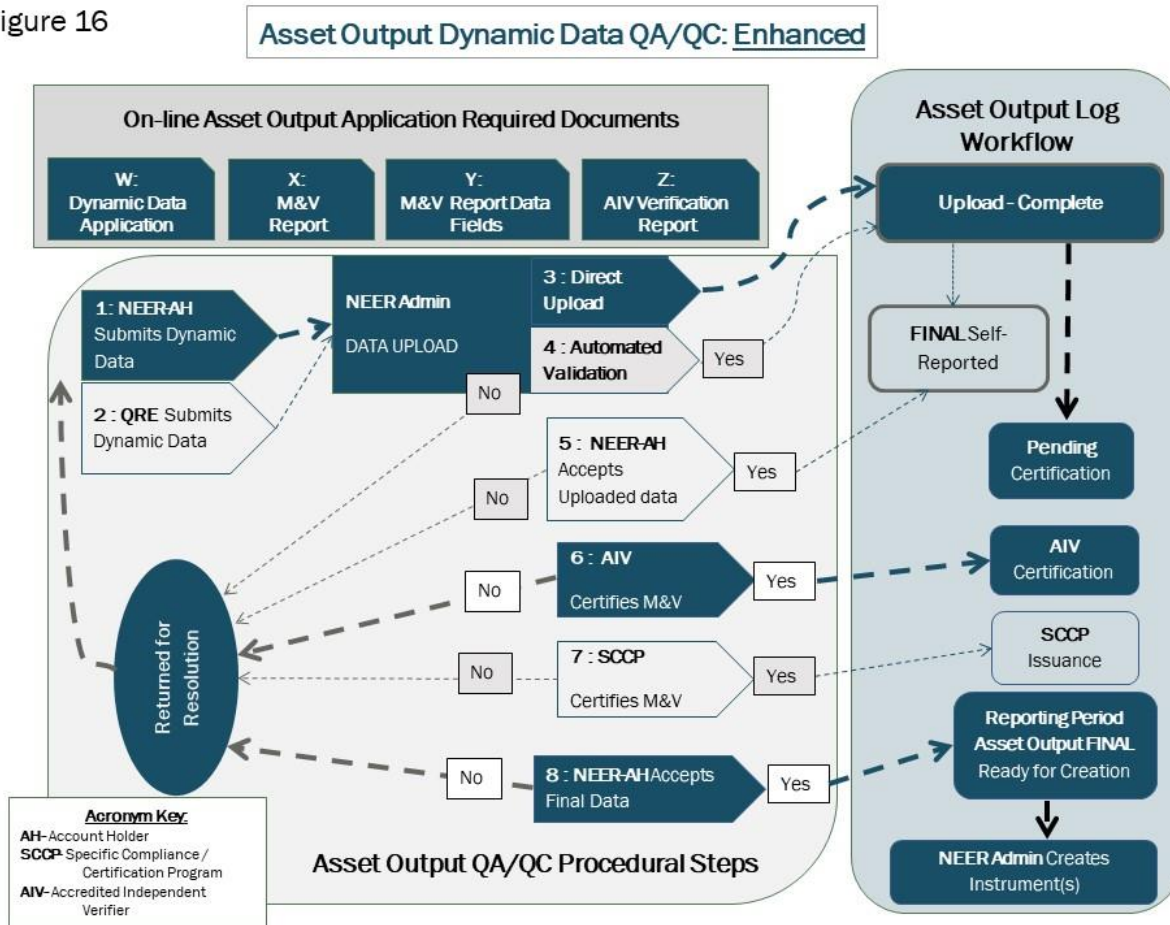 igure 16
Asset Output Dynamic Data QA/QC: Enhanced
On-line Asset Output Application Required Documents
W:
Dynamic Data
Application
X:
M&V
Report
Y:
M&V Report Data
Fields
Z:
AIV Verification
Report
Asset Output Log
Workflow
Upload - Complete
1: NEER-AH
Submits Dynamic
Data
2 : QRE Submits
Dynamic Data
NEER Admin
DATA UPLOAD
3 : Direct
Upload
4 : Automated
Validation
Yes
No
FINAL Self-
Reported
5 : NEER-AH
Accepts
Uploaded data
Yes
No
Pending
Certification
6 : AIV
Certifies M&V
Yes
No
AIV
Certification
7 : SCCP
Certifies M&V
Yes
No
SCCP
Issuance
Returned for
Resolution
8 : NEER-AH Accepts
Final Data
Yes
No
Reporting Period
Asset Output FINAL
Ready for Creation
NEER Admin Creates
Instrument(s)
Asset Output QA/QC Procedural Steps
Acronym Key:
AH-Account Holder
SCCP-Specific Compliance /
Certification Program
AIV-Accredited Independent
Verifier